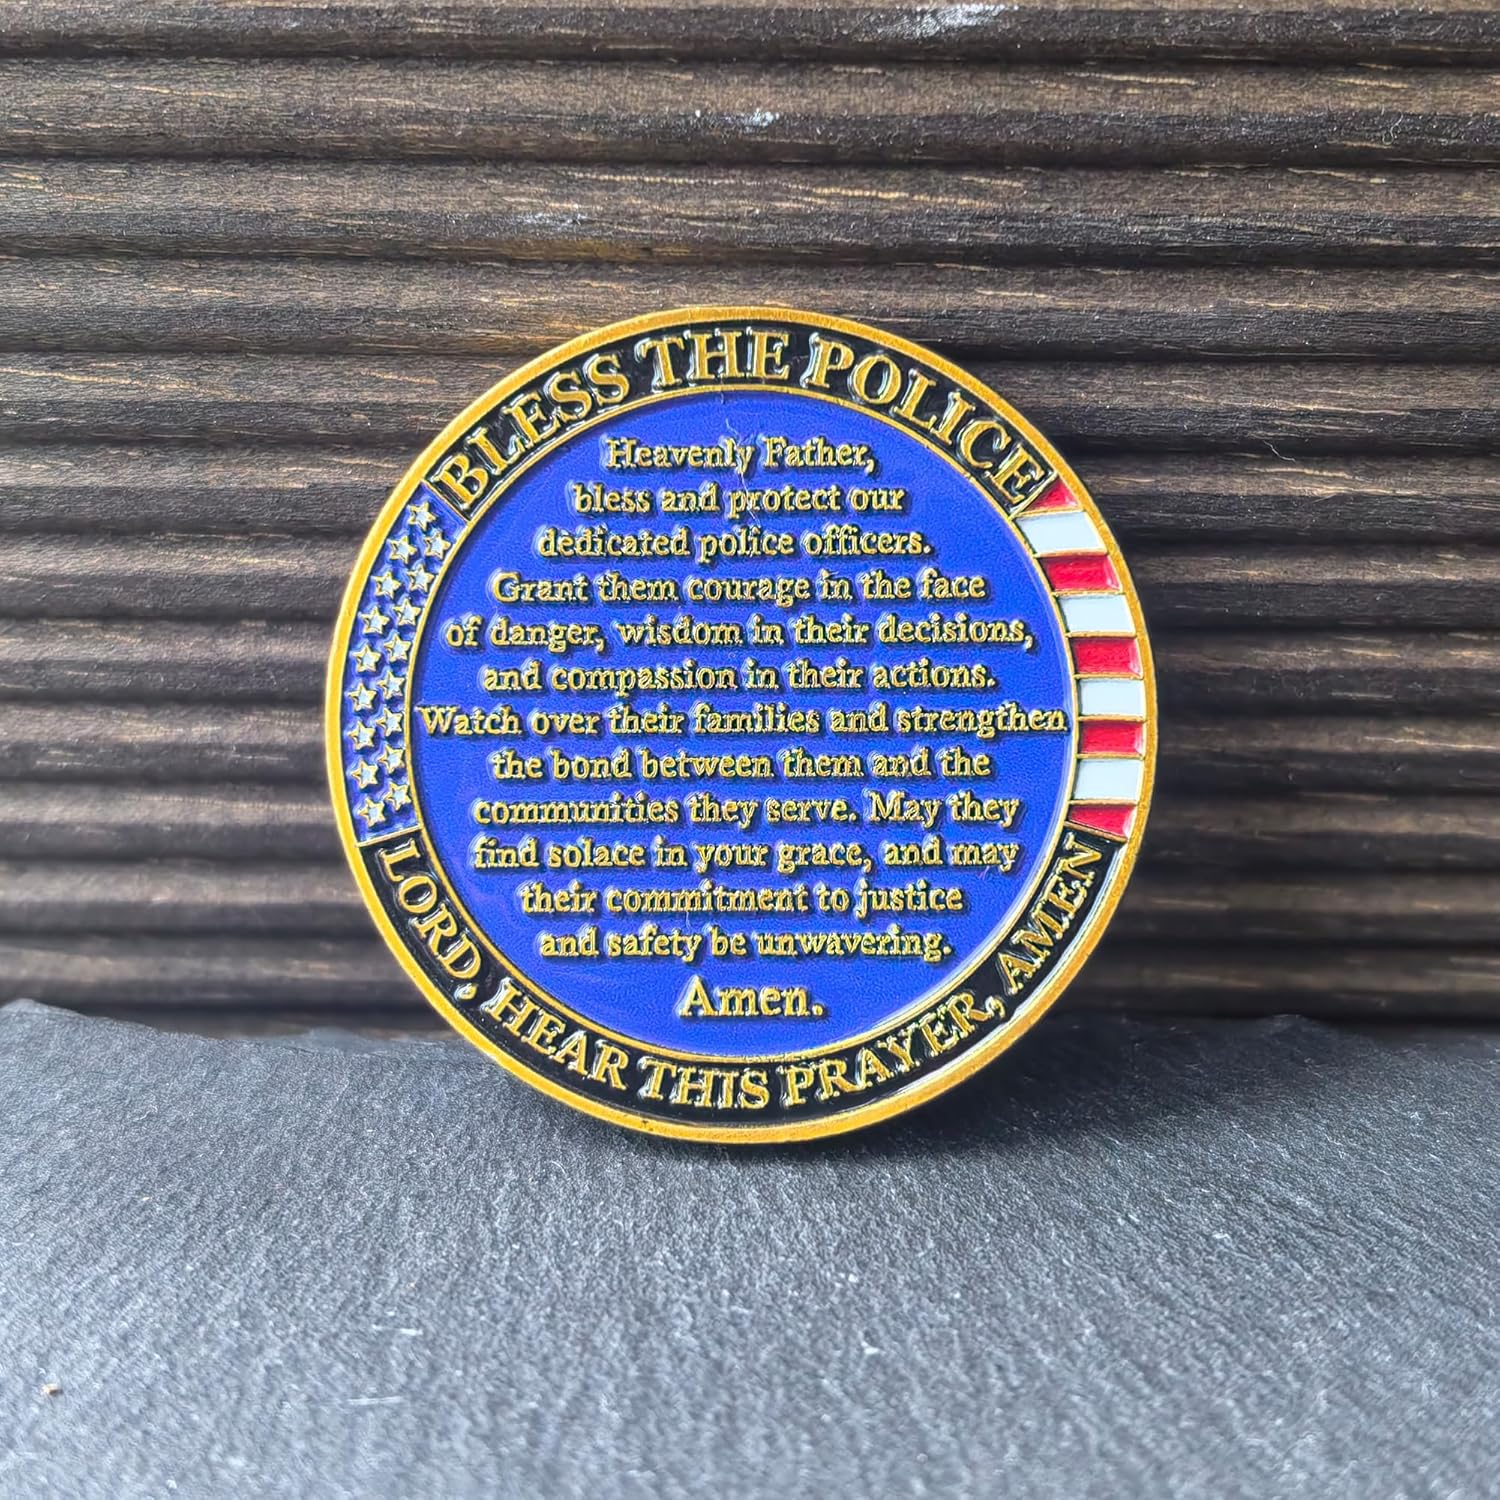 BLESS THE POLICE
Heavenly Father,
bless and protect our
dedicated police officers.
Grant them courage in the face
of danger, wisdom in their decisions,
and compassion in their actions.
Watch over their families and strengthen
the bond between them and the
communities they serve. May they
find solace in your grace, and may
their commitment to justice
and safety be unwavering.
Amen.
LORD, HEAR THIS PRAYER, AMEN